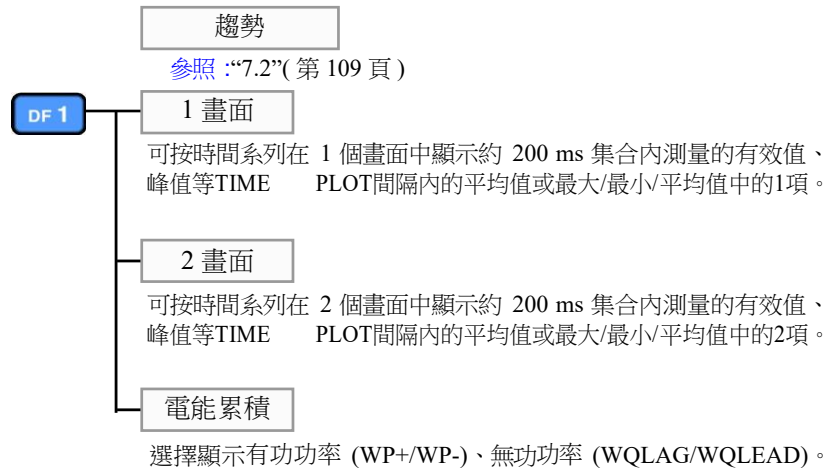 趨勢
參照 :“7.2”( 第 109 頁 )
DF 1
1 畫面
可按時間系列在 1 個畫面中顯示約 200 ms 集合內測量的有效值、
峰值等TIME PLOT間隔內的平均值或最大/最小/平均值中的1項。
2 畫面
可按時間系列在 2 個畫面中顯示約 200 ms 集合內測量的有效值、
峰值等TIME PLOT間隔內的平均值或最大/最小/平均值中的2項。
電能累積
選擇顯示有功功率 (WP+/WP-)、無功功率 (WQLAG/WQLEAD)。